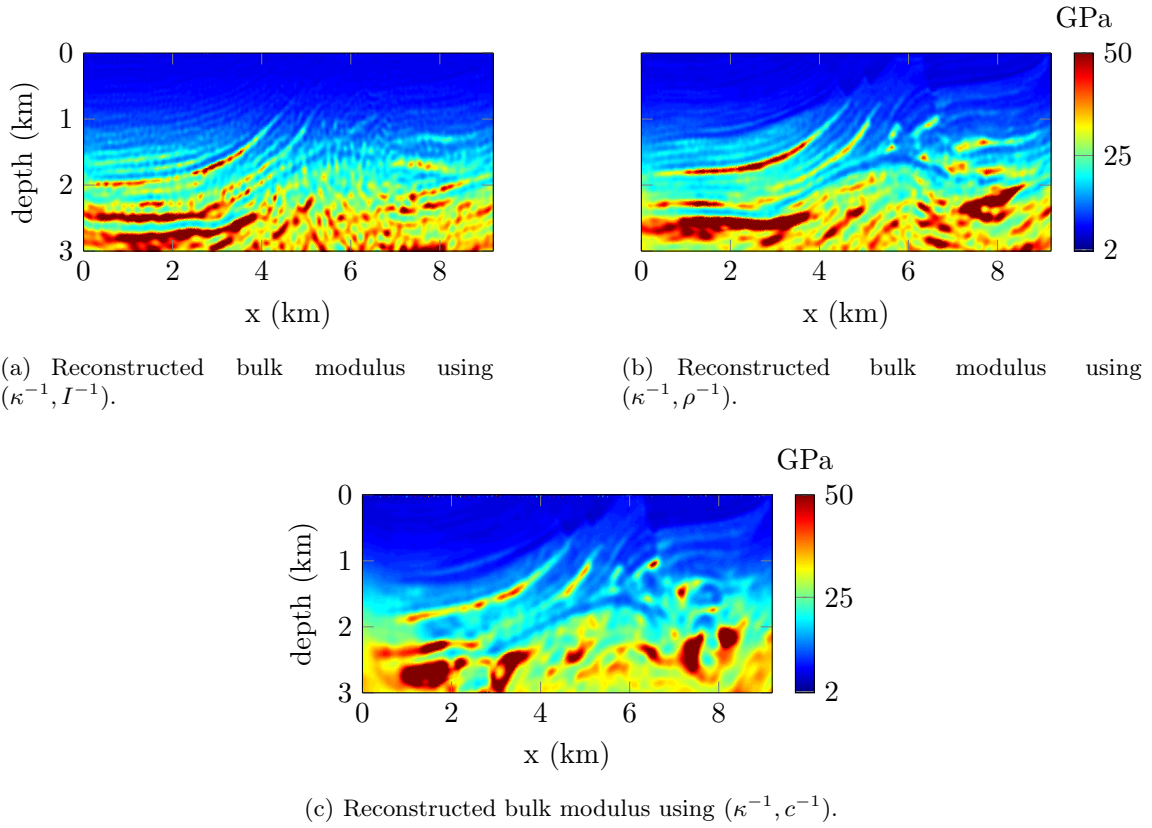 GPa
0
1
2
3
depth (km)
0 2 4 6 8
x (km)
0 2 4 6 8
x (km)
50
25
2
(a) Reconstructed bulk modulus using
(κ⁻¹, I⁻¹).
(b) Reconstructed bulk modulus using
(κ⁻¹, ρ⁻¹).
GPa
0
1
2
3
depth (km)
0 2 4 6 8
x (km)
50
25
2
(c) Reconstructed bulk modulus using (κ⁻¹, c⁻¹).